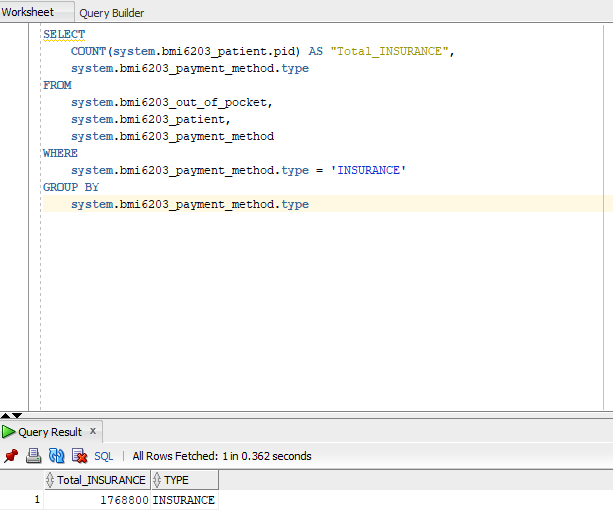 Worksheet Query Builder
SELECT
COUNT(system.bmi6203_patient.pid) AS "Total_INSURANCE",
system.bmi6203_payment_method.type
FROM
system.bmi6203_out_of_pocket,
system.bmi6203_patient,
system.bmi6203_payment_method
WHERE
system.bmi6203_payment_method.type = 'INSURANCE'
GROUP BY
system.bmi6203_payment_method.type
Query Result x
SQL | All Rows Fetched: 1 in 0.362 seconds
Total_INSURANCE TYPE
1 1768800 INSURANCE